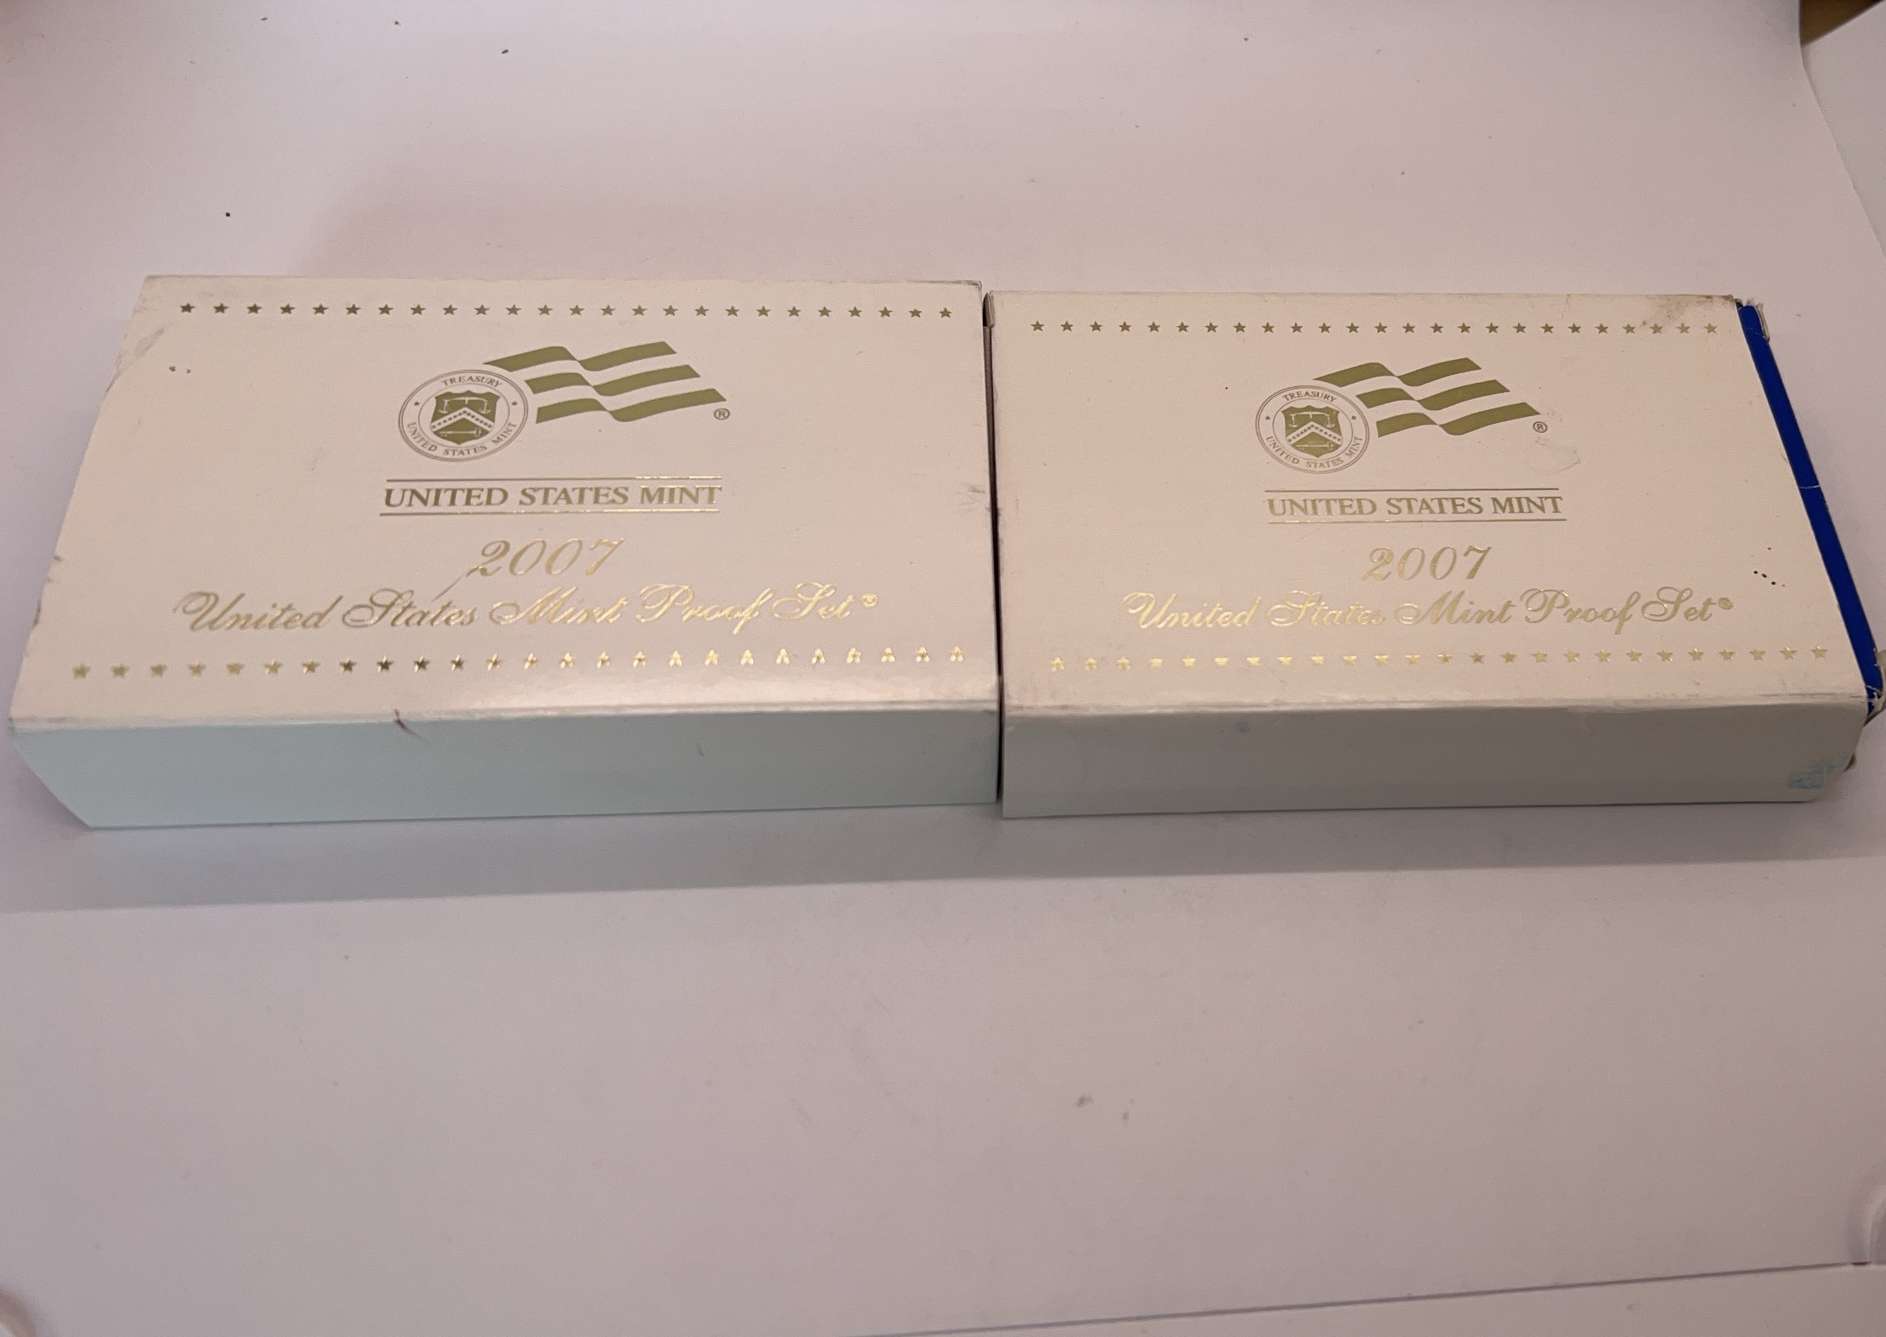 TREASURY
UNITED STATES MINT
®
UNITED STATES MINT
2007
United States Mint Proof Set®
TREASURY
UNITED STATES MINT
®
UNITED STATES MINT
2007
United States Mint Proof Set®